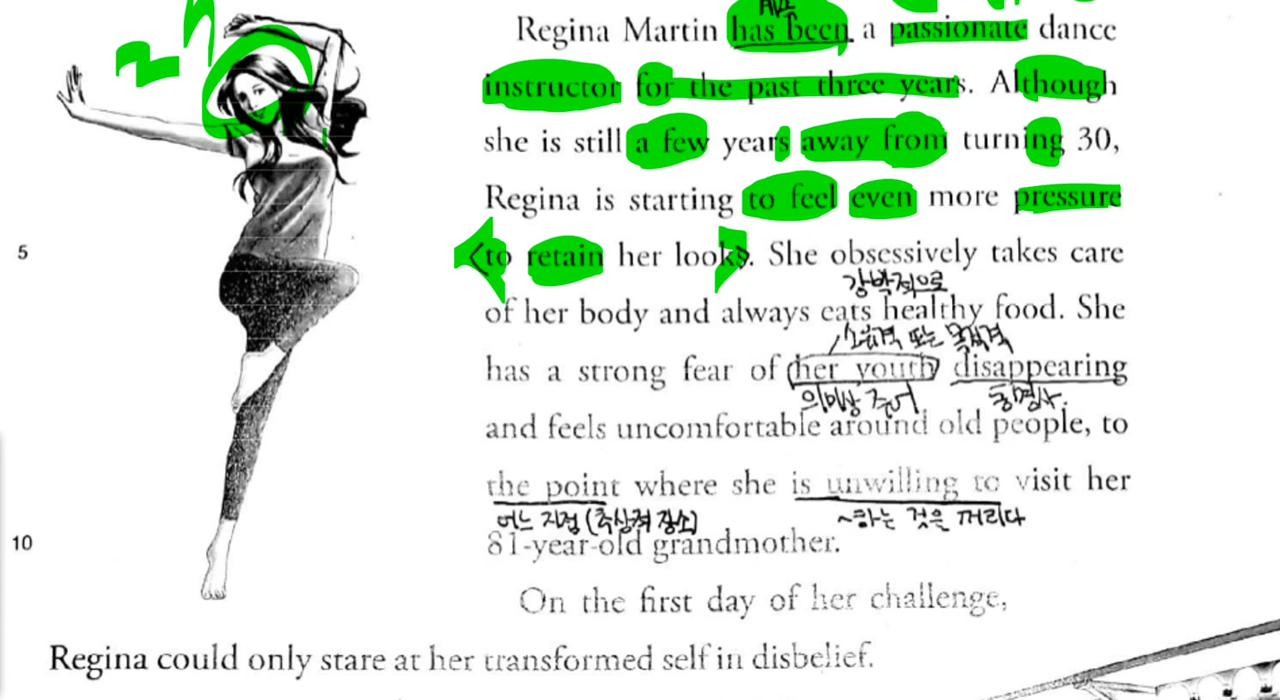 계속
Regina Martin has been a passionate dance
instructor for the past three years. Although
she is still a few years away from turning 30,
Regina is starting to feel even more pressure
5
<to retain her looks>. She obsessively takes care
강박적으로
of her body and always eats healthy food. She
소유격 또는 목적격
has a strong fear of (her youth) disappearing
의미상 주어 동명사.
and feels uncomfortable around old people, to
the point where she is unwilling to visit her
어느 지점 (추상적 장소) ~하는 것을 꺼리다
10
81-year-old grandmother.
On the first day of her challenge,
Regina could only stare at her transformed self in disbelief.